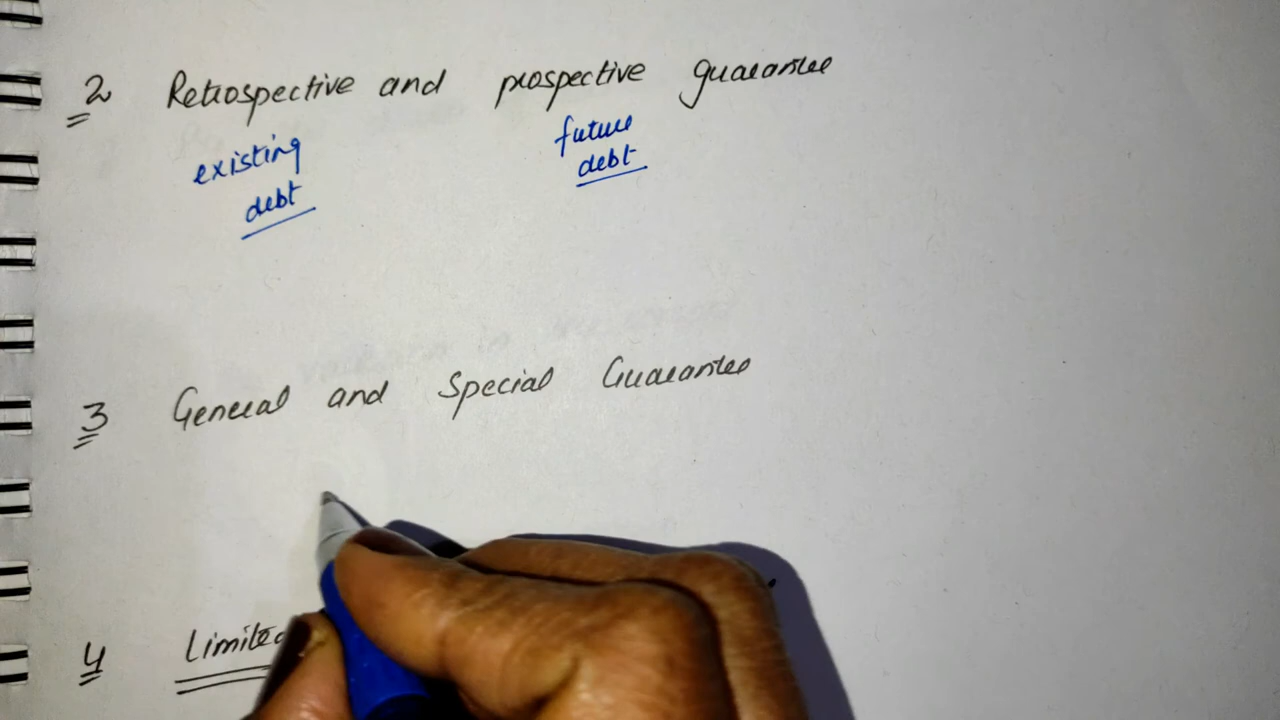 2 Retrospective and prospective guarantee
existing debt
future debt
3 General and Special Guarantee
4 Limited